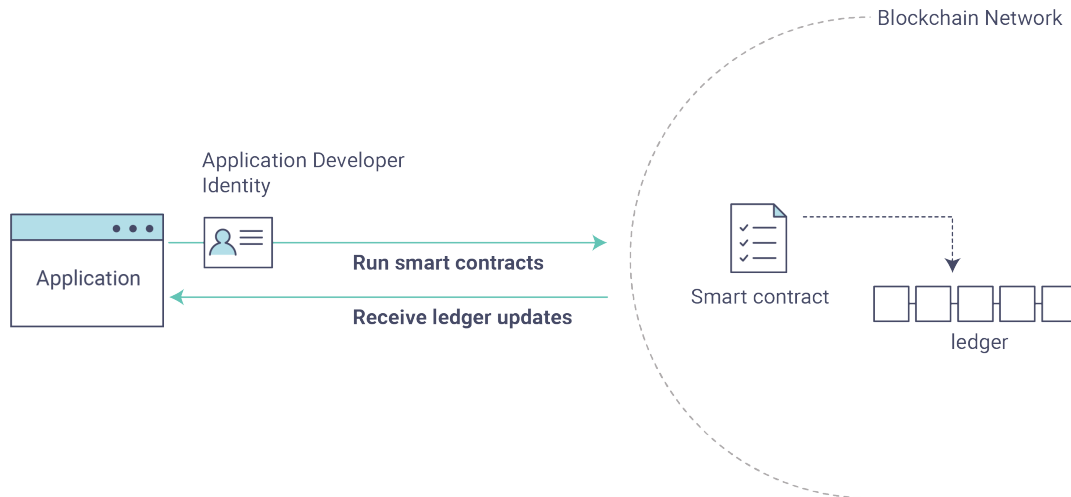 Blockchain Network
Application Developer
Identity
Application
Run smart contracts
Receive ledger updates
Smart contract
ledger